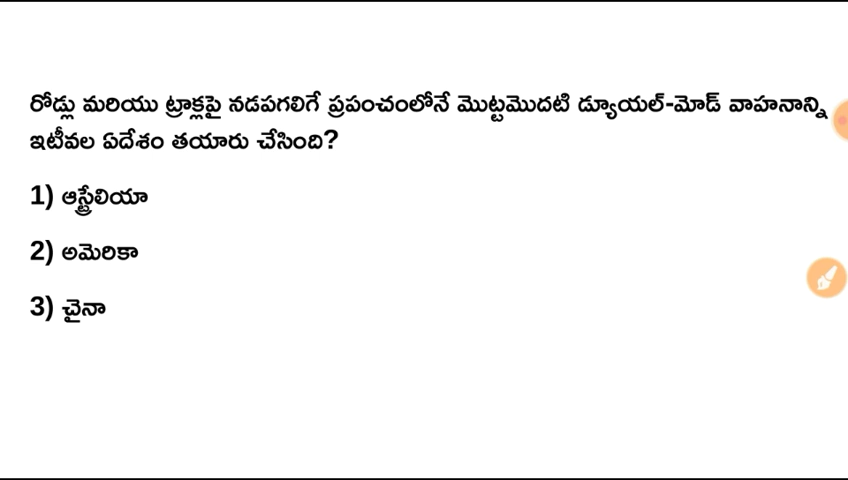 రోడ్లు మరియు ట్రాక్లపై నడపగలిగే ప్రపంచంలోనే మొట్టమొదటి డ్యూయల్-మోడ్ వాహనాన్ని
ఇటీవల ఏదేశం తయారు చేసింది?
1) ఆస్ట్రేలియా
2) అమెరికా
3) చైనా